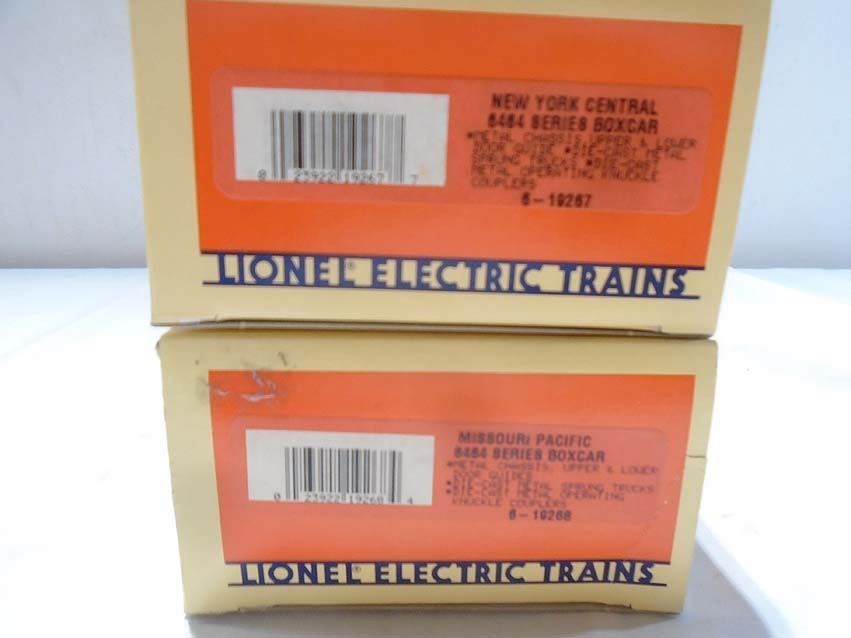 NEW YORK CENTRAL
6464 SERIES BOXCAR
•METAL CHASSIS, UPPER & LOWER
DOOR GUIDE •DIE-CAST METAL
SPRUNG TRUCKS •DIE-CAST
METAL OPERATING KNUCKLE
COUPLERS
6-19267
0 23922 19267 7
LIONEL® ELECTRIC TRAINS
MISSOURI PACIFIC
6464 SERIES BOXCAR
•METAL CHASSIS, UPPER & LOWER
DOOR GUIDES
•DIE-CAST METAL SPRUNG TRUCKS
•DIE-CAST METAL OPERATING
KNUCKLE COUPLERS
6-19268
0 23922 19268 4
LIONEL® ELECTRIC TRAINS